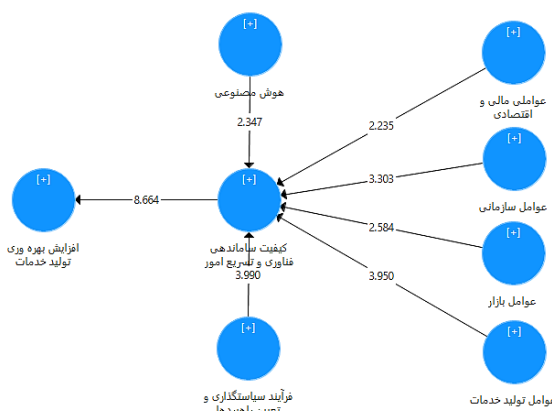 [+]
هوش مصنوعی
2.347
[+]
عواملی مالی و
اقتصادی
2.235
[+]
عوامل سازمانی
3.303
[+]
افزایش بهره وری
تولید خدمات
8.664
[+]
کیفیت ساماندهی
فناوری و تسریع امور
3.990
[+]
عوامل بازار
2.584
[+]
فرآیند سیاستگذاری و
تعیین راهبردها
[+]
عوامل تولید خدمات
3.950